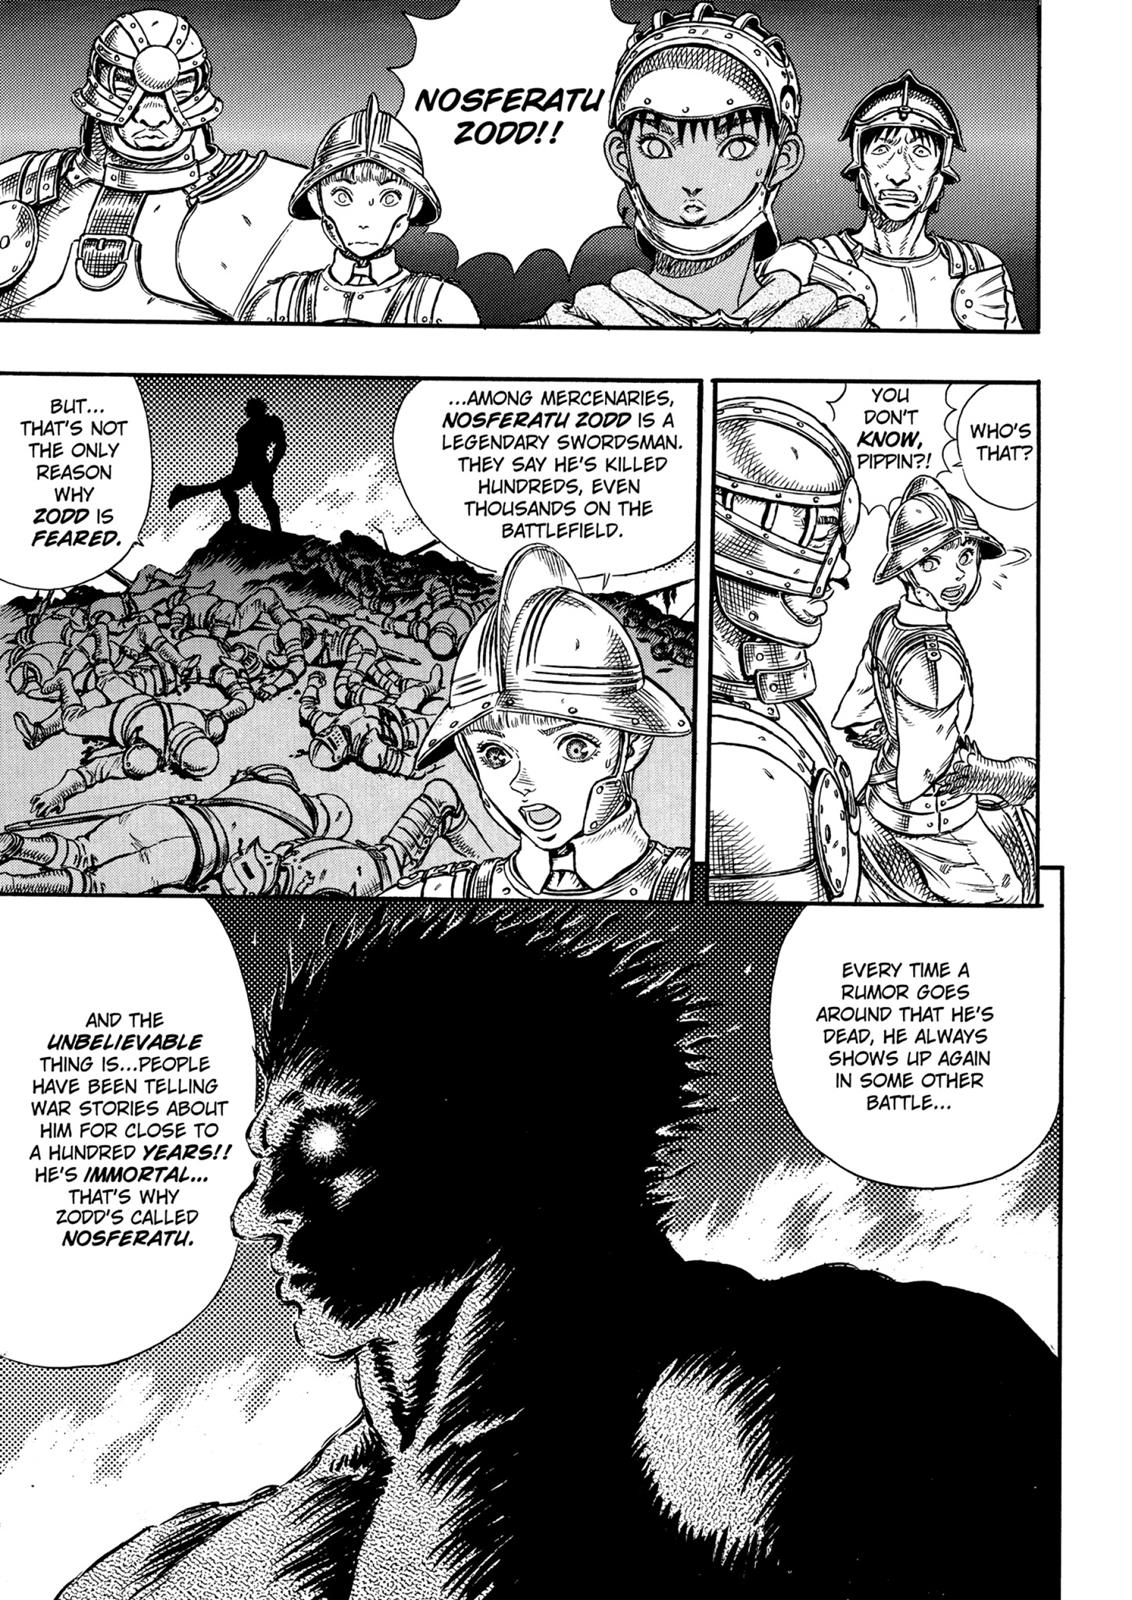 NOSFERATU
ZODD!!
WHO'S
THAT?
YOU
DON'T
KNOW,
PIPPIN?!
...AMONG MERCENARIES,
NOSFERATU ZODD IS A
LEGENDARY SWORDSMAN.
THEY SAY HE'S KILLED
HUNDREDS, EVEN
THOUSANDS ON THE
BATTLEFIELD.
BUT...
THAT'S NOT
THE ONLY
REASON
WHY
ZODD IS
FEARED.
EVERY TIME A
RUMOR GOES
AROUND THAT HE'S
DEAD, HE ALWAYS
SHOWS UP AGAIN
IN SOME OTHER
BATTLE...
AND THE
UNBELIEVABLE
THING IS...PEOPLE
HAVE BEEN TELLING
WAR STORIES ABOUT
HIM FOR CLOSE TO
A HUNDRED YEARS!!
HE'S IMMORTAL...
THAT'S WHY
ZODD'S CALLED
NOSFERATU.